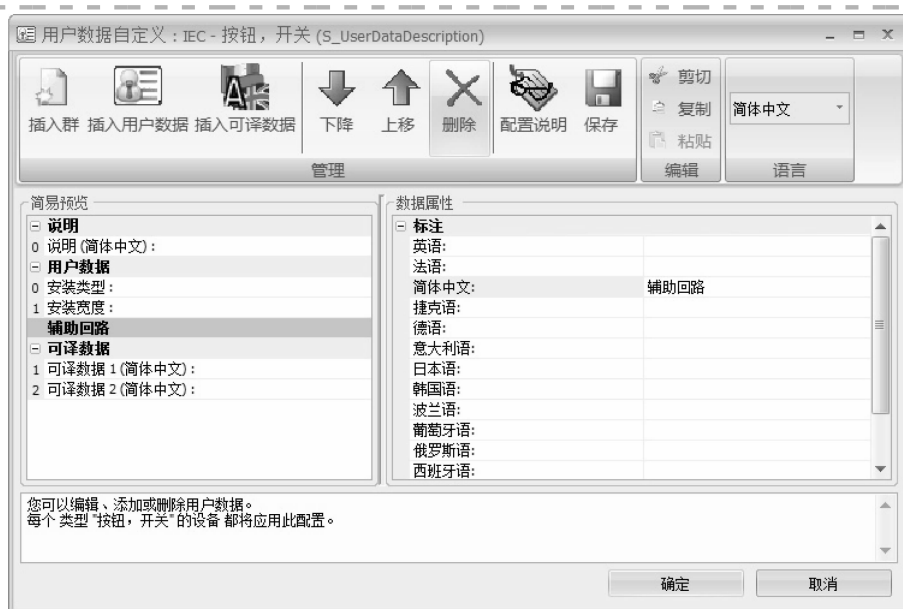 用户数据自定义：IEC - 按钮，开关 (S_UserDataDescription)
插入群 插入用户数据 插入可译数据 下降 上移 删除 配置说明 保存
管理
剪切
复制
粘贴
编辑
简体中文
语言
简易预览
说明
0 说明(简体中文)：
用户数据
0 安装类型：
1 安装宽度：
辅助回路
可译数据
1 可译数据 1(简体中文)：
2 可译数据 2(简体中文)：
数据属性
标注
英语:
法语:
简体中文: 辅助回路
捷克语:
德语:
意大利语:
日本语:
韩国语:
波兰语:
葡萄牙语:
俄罗斯语:
西班牙语:
您可以编辑、添加或删除用户数据。
每个 类型 "按钮，开关" 的设备 都将应用此配置。
确定 取消